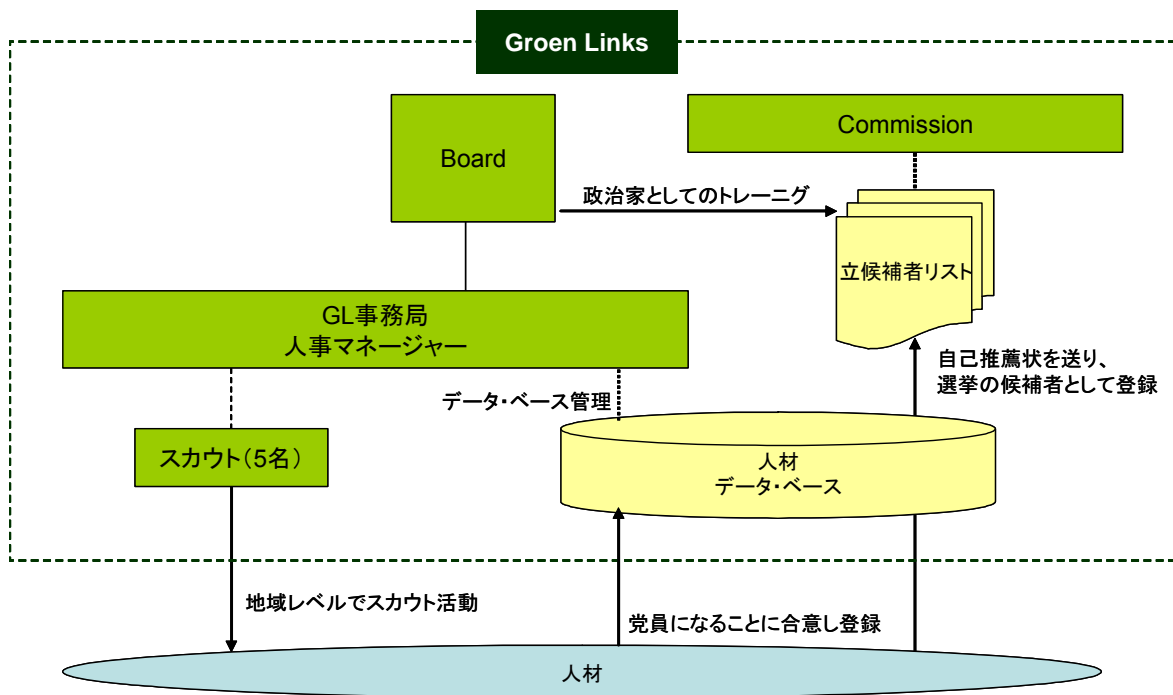 Groen Links
Board
Commission
政治家としてのトレーニグ
立候補者リスト
GL事務局
人事マネージャー
自己推薦状を送り、
選挙の候補者として登録
データ・ベース管理
スカウト（5名）
人材
データ・ベース
地域レベルでスカウト活動
党員になることに合意し登録
人材